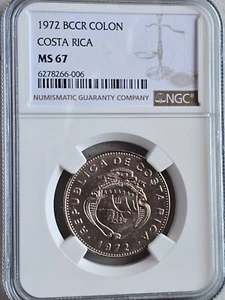 1972 BCCR COLON
COSTA RICA
MS 67
6278266-006
NUMISMATIC GUARANTY COMPANY
NGC
REPUBLICA DE COSTA RICA
1972